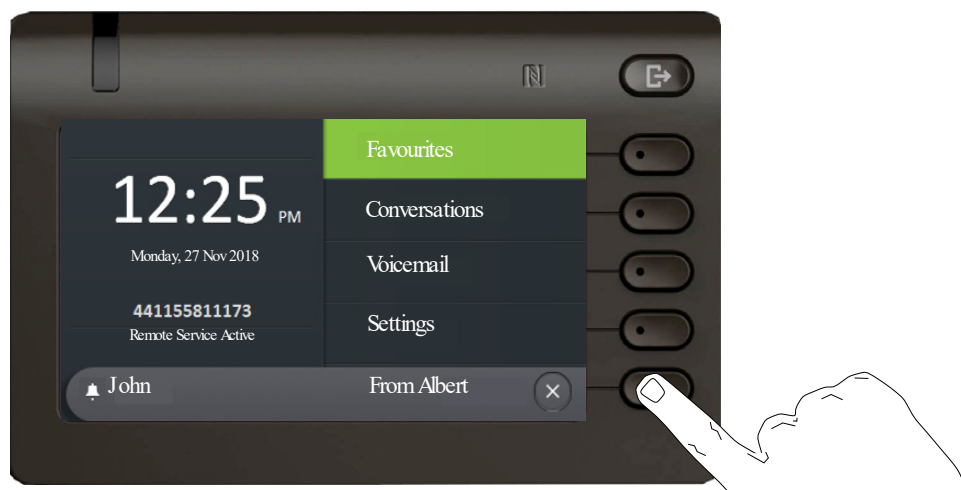 Favourites
12:25 PM
Conversations
Monday, 27 Nov 2018
Voicemail
441155811173
Remote Service Active
Settings
John
From Albert